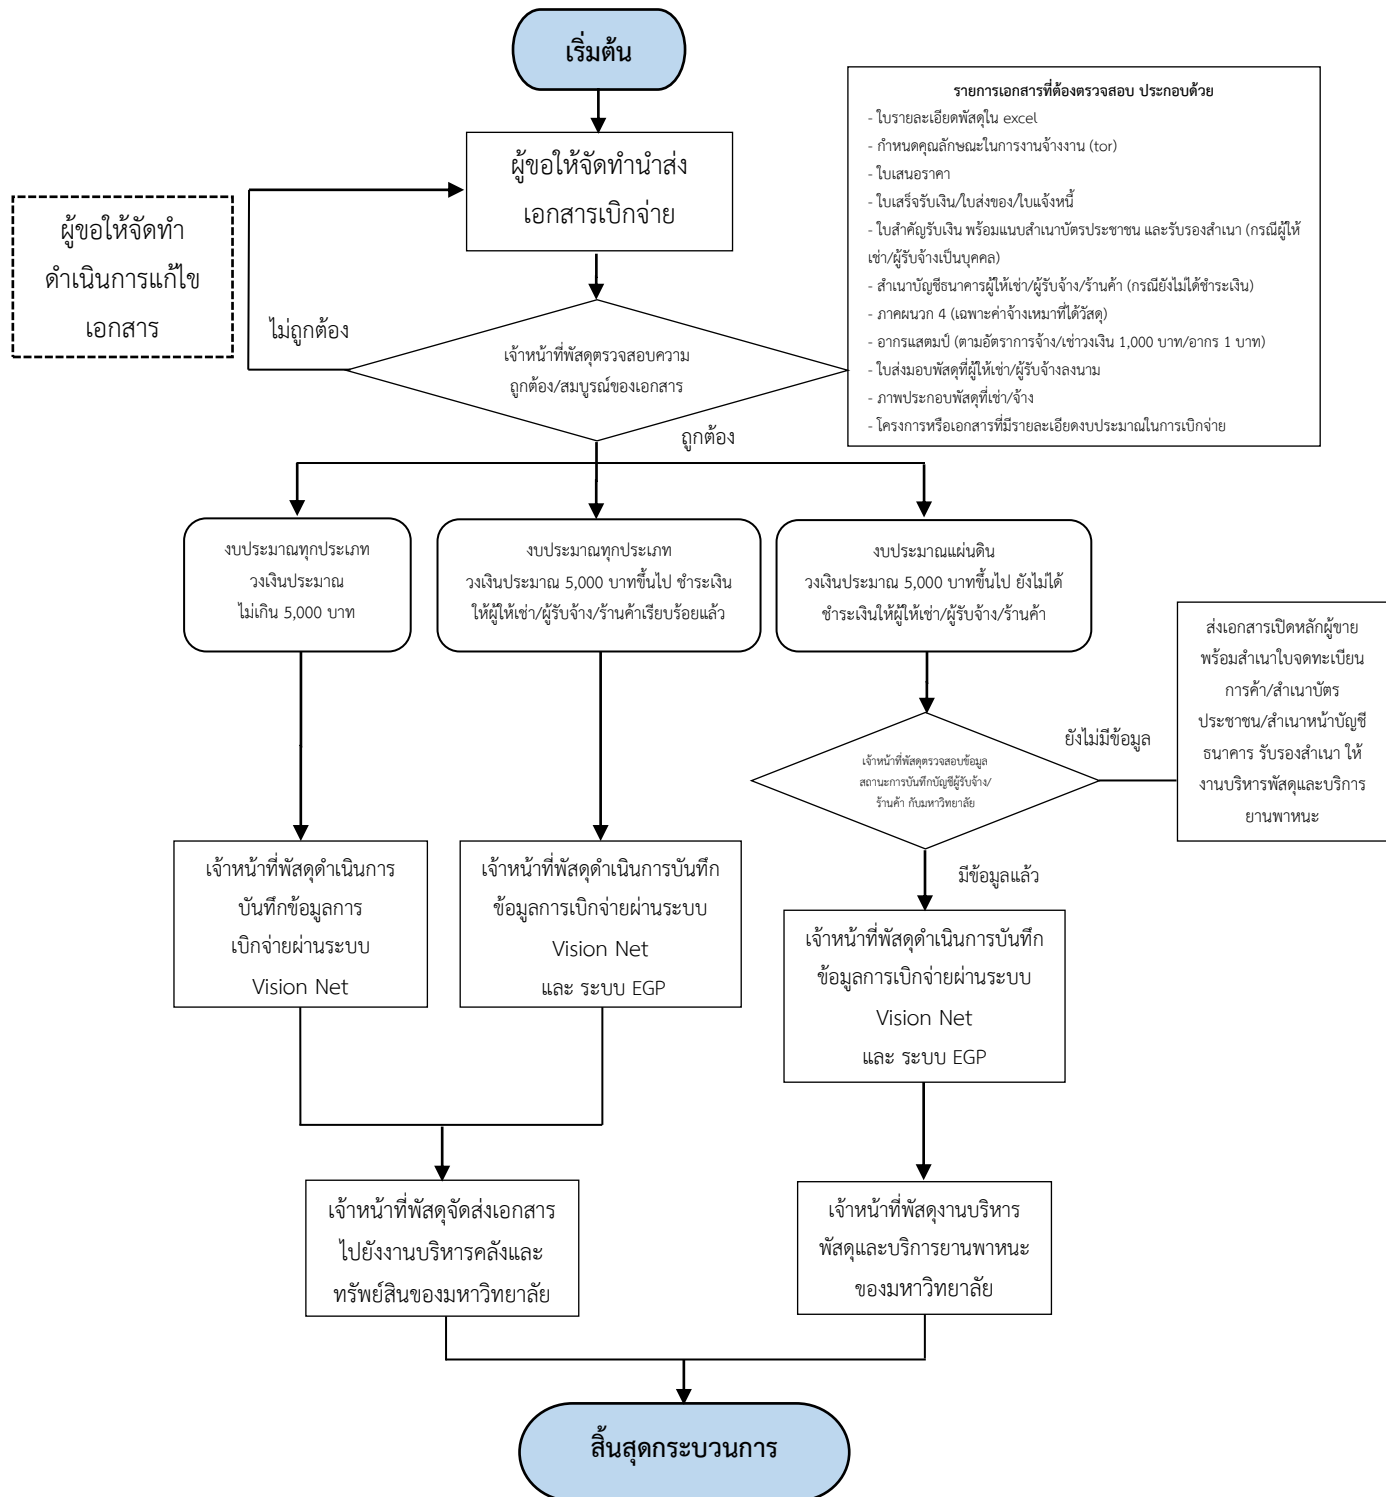 เริ่มต้น
รายการเอกสารที่ต้องตรวจสอบ ประกอบด้วย
- ใบรายละเอียดพัสดุใน excel
- กำหนดคุณลักษณะในการงานจ้างงาน (tor)
- ใบเสนอราคา
- ใบเสร็จรับเงิน/ใบส่งของ/ใบแจ้งหนี้
- ใบสำคัญรับเงิน พร้อมแนบสำเนาบัตรประชาชน และรับรองสำเนา (กรณีผู้ให้
เช่า/ผู้รับจ้างเป็นบุคคล)
- สำเนาบัญชีธนาคารผู้ให้เช่า/ผู้รับจ้าง/ร้านค้า (กรณียังไม่ได้ชำระเงิน)
- ภาคผนวก 4 (เฉพาะค่าจ้างเหมาที่ได้วัสดุ)
- อากรแสตมป์ (ตามอัตราการจ้าง/เช่าวงเงิน 1,000 บาท/อากร 1 บาท)
- ใบส่งมอบพัสดุที่ผู้ให้เช่า/ผู้รับจ้างลงนาม
- ภาพประกอบพัสดุที่เช่า/จ้าง
- โครงการหรือเอกสารที่มีรายละเอียดงบประมาณในการเบิกจ่าย
ผู้ขอให้จัดทำนำส่ง
เอกสารเบิกจ่าย
ผู้ขอให้จัดทำ
ดำเนินการแก้ไข
เอกสาร
ไม่ถูกต้อง
เจ้าหน้าที่พัสดุตรวจสอบความ
ถูกต้อง/สมบูรณ์ของเอกสาร
ถูกต้อง
งบประมาณทุกประเภท
วงเงินประมาณ
ไม่เกิน 5,000 บาท
งบประมาณทุกประเภท
วงเงินประมาณ 5,000 บาทขึ้นไป ชำระเงิน
ให้ผู้ให้เช่า/ผู้รับจ้าง/ร้านค้าเรียบร้อยแล้ว
งบประมาณแผ่นดิน
วงเงินประมาณ 5,000 บาทขึ้นไป ยังไม่ได้
ชำระเงินให้ผู้ให้เช่า/ผู้รับจ้าง/ร้านค้า
ส่งเอกสารเปิดหลักผู้ขาย
พร้อมสำเนาใบจดทะเบียน
การค้า/สำเนาบัตร
ประชาชน/สำเนาหน้าบัญชี
ธนาคาร รับรองสำเนา ให้
งานบริหารพัสดุและบริการ
ยานพาหนะ
ยังไม่มีข้อมูล
เจ้าหน้าที่พัสดุตรวจสอบข้อมูล
สถานะการบันทึกบัญชีผู้รับจ้าง/
ร้านค้า กับมหาวิทยาลัย
มีข้อมูลแล้ว
เจ้าหน้าที่พัสดุดำเนินการ
บันทึกข้อมูลการ
เบิกจ่ายผ่านระบบ
Vision Net
เจ้าหน้าที่พัสดุดำเนินการบันทึก
ข้อมูลการเบิกจ่ายผ่านระบบ
Vision Net
และ ระบบ EGP
เจ้าหน้าที่พัสดุดำเนินการบันทึก
ข้อมูลการเบิกจ่ายผ่านระบบ
Vision Net
และ ระบบ EGP
เจ้าหน้าที่พัสดุจัดส่งเอกสาร
ไปยังงานบริหารคลังและ
ทรัพย์สินของมหาวิทยาลัย
เจ้าหน้าที่พัสดุงานบริหาร
พัสดุและบริการยานพาหนะ
ของมหาวิทยาลัย
สิ้นสุดกระบวนการ